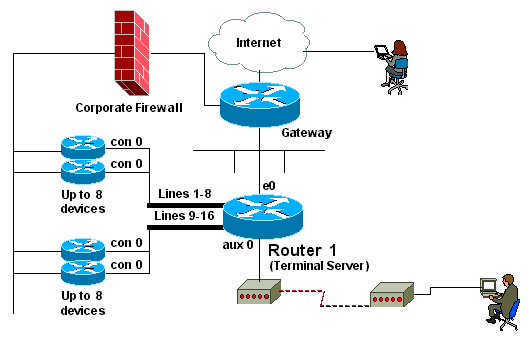 Internet
Corporate Firewall
Gateway
con 0
con 0
Up to 8
devices
Lines 1-8
Lines 9-16
e0
aux 0
Router 1
(Terminal Server)
con 0
con 0
Up to 8
devices